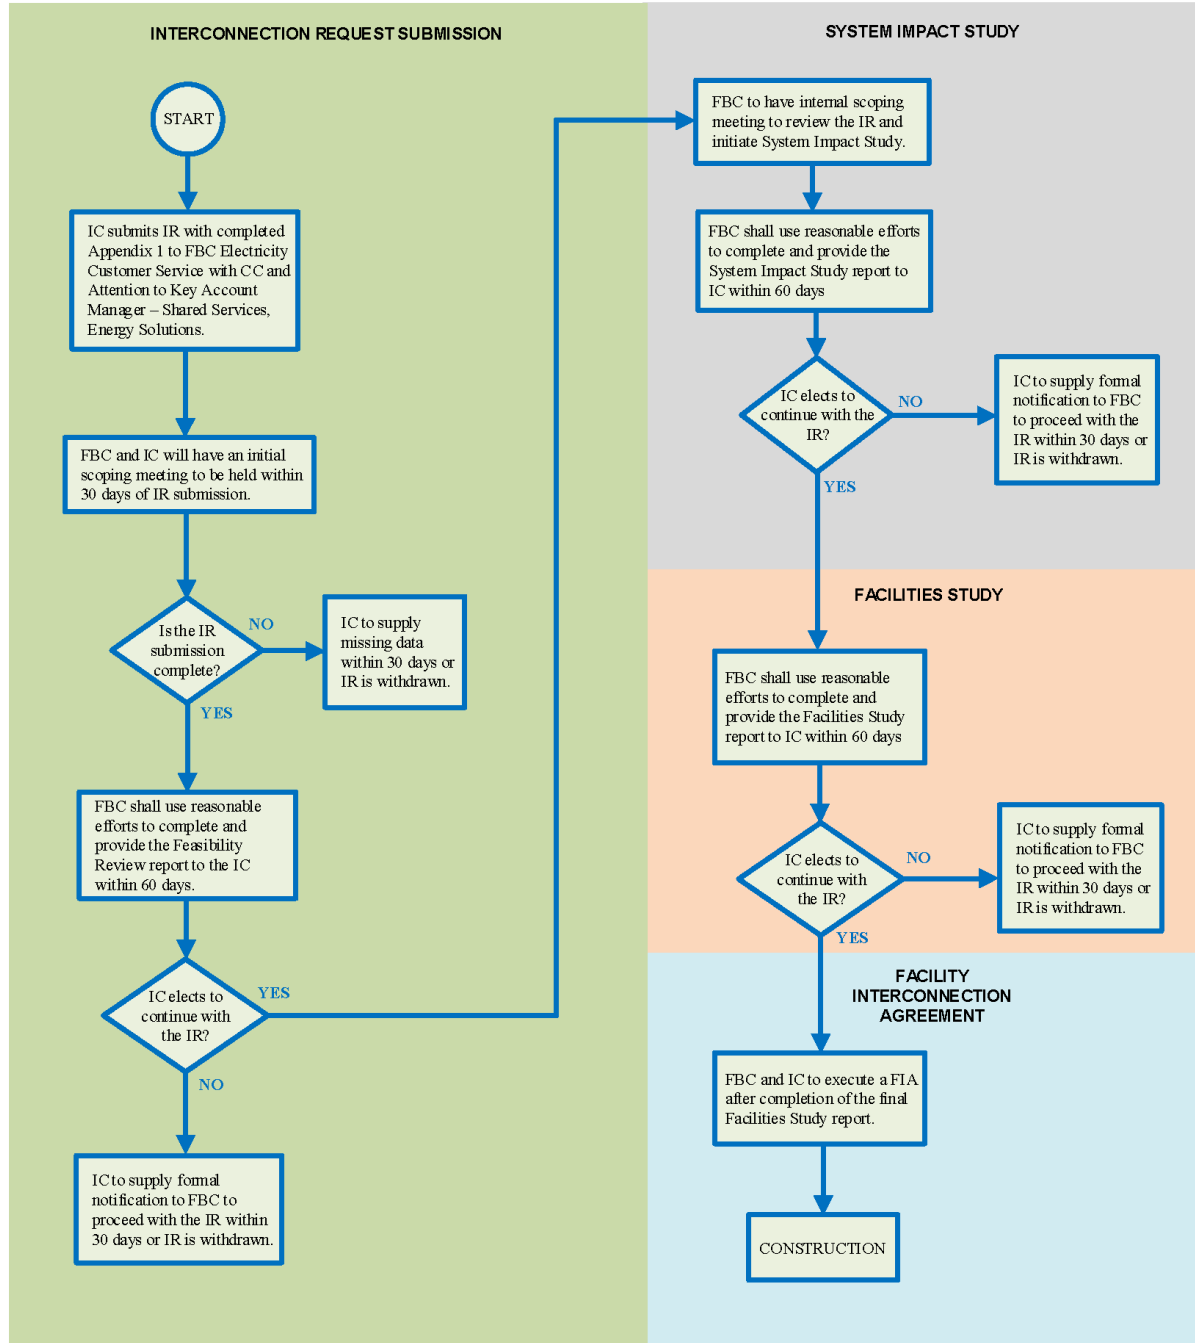 INTERCONNECTION REQUEST SUBMISSION
START
IC submits IR with completed
Appendix 1 to FBC Electricity
Customer Service with CC and
Attention to Key Account
Manager – Shared Services,
Energy Solutions.
FBC and IC will have an initial
scoping meeting to be held within
30 days of IR submission.
Is the IR
submission
complete?
NO
IC to supply
missing data
within 30 days or
IR is withdrawn.
YES
FBC shall use reasonable
efforts to complete and
provide the Feasibility
Review report to the IC
within 60 days.
IC elects to
continue with
the IR?
YES
NO
IC to supply formal
notification to FBC to
proceed with the IR within
30 days or IR is withdrawn.
SYSTEM IMPACT STUDY
FBC to have internal scoping
meeting to review the IR and
initiate System Impact Study.
FBC shall use reasonable efforts
to complete and provide the
System Impact Study report to
IC within 60 days
IC elects to
continue with the
IR?
NO
IC to supply formal
notification to FBC
to proceed with the
IR within 30 days or
IR is withdrawn.
YES
FACILITIES STUDY
FBC shall use reasonable
efforts to complete and
provide the Facilities Study
report to IC within 60 days
IC elects to
continue with
the IR?
NO
IC to supply formal
notification to FBC
to proceed with the
IR within 30 days or
IR is withdrawn.
YES
FACILITY
INTERCONNECTION
AGREEMENT
FBC and IC to execute a FIA
after completion of the final
Facilities Study report.
CONSTRUCTION